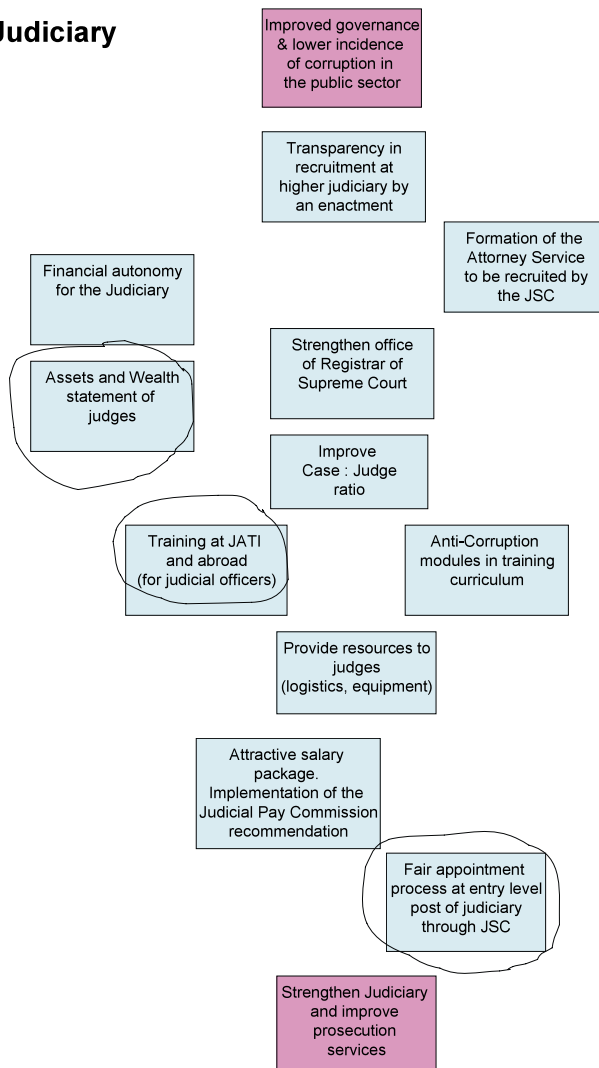 Judiciary
Improved governance
& lower incidence
of corruption in
the public sector
Transparency in
recruitment at
higher judiciary by
an enactment
Formation of the
Attorney Service
to be recruited by
the JSC
Financial autonomy
for the Judiciary
Strengthen office
of Registrar of
Supreme Court
Assets and Wealth
statement of
judges
Improve
Case : Judge
ratio
Training at JATI
and abroad
(for judicial officers)
Anti-Corruption
modules in training
curriculum
Provide resources to
judges
(logistics, equipment)
Attractive salary
package.
Implementation of the
Judicial Pay Commission
recommendation
Fair appointment
process at entry level
post of judiciary
through JSC
Strengthen Judiciary
and improve
prosecution
services